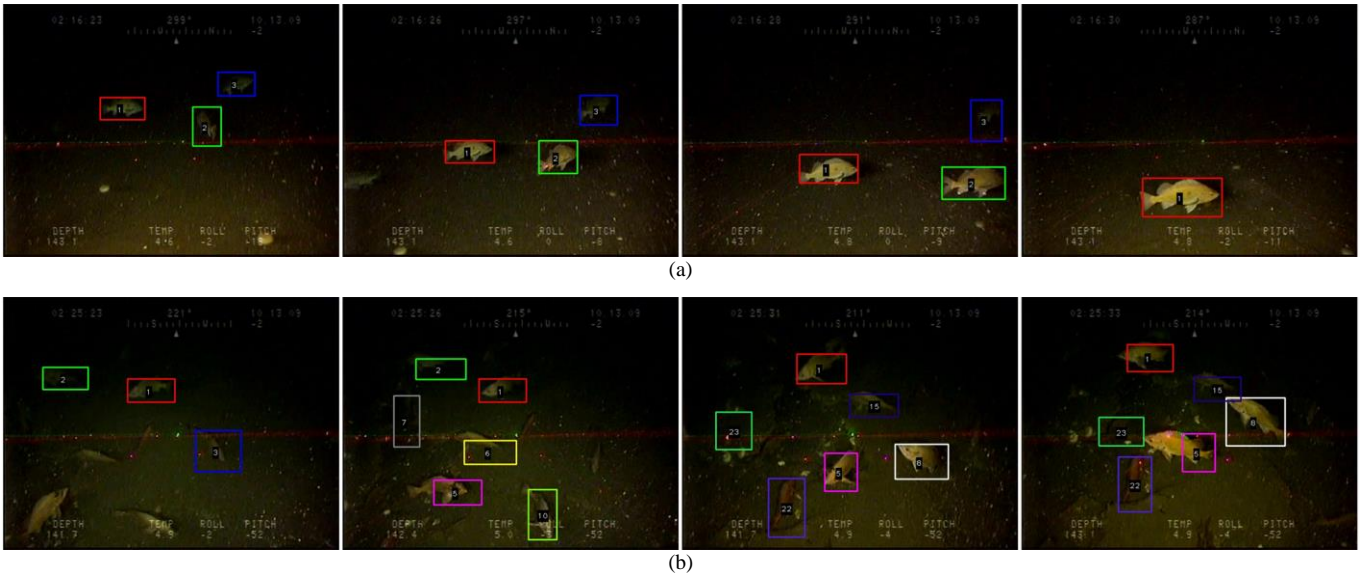 02:16:23 299° 10.13.09
W N -2
1
3
2
DEPTH TEMP ROLL PITCH
143.1 4.6 -2
02:16:26 297° 10.13.09
W N -2
3
1
2
DEPTH TEMP ROLL PITCH
143.1 4.6 0 -8
02:16:28 291° 10.13.09
W N -2
3
1
2
DEPTH TEMP ROLL PITCH
143.1 4.8 0 -9
02:16:30 287° 10.13.09
W N -2
1
DEPTH TEMP ROLL PITCH
143.1 4.8 -2 -11
(a)
02:25:23 221° 10.13.09
S W -2
2
1
3
DEPTH TEMP ROLL PITCH
141.7 4.9 -2 -52
02:25:26 215° 10.13.09
S W -2
2
1
7
6
5
10
DEPTH TEMP ROLL PITCH
142.4 5.0 -52
02:25:31 211° 10.13.09
S W -2
1
15
23
8
5
22
DEPTH TEMP ROLL PITCH
141.7 4.9 -4 -52
02:25:33 214° 10.13.09
S W -2
1
15
8
23
5
22
DEPTH TEMP ROLL PITCH
143.1 4.9 -4 -52
(b)